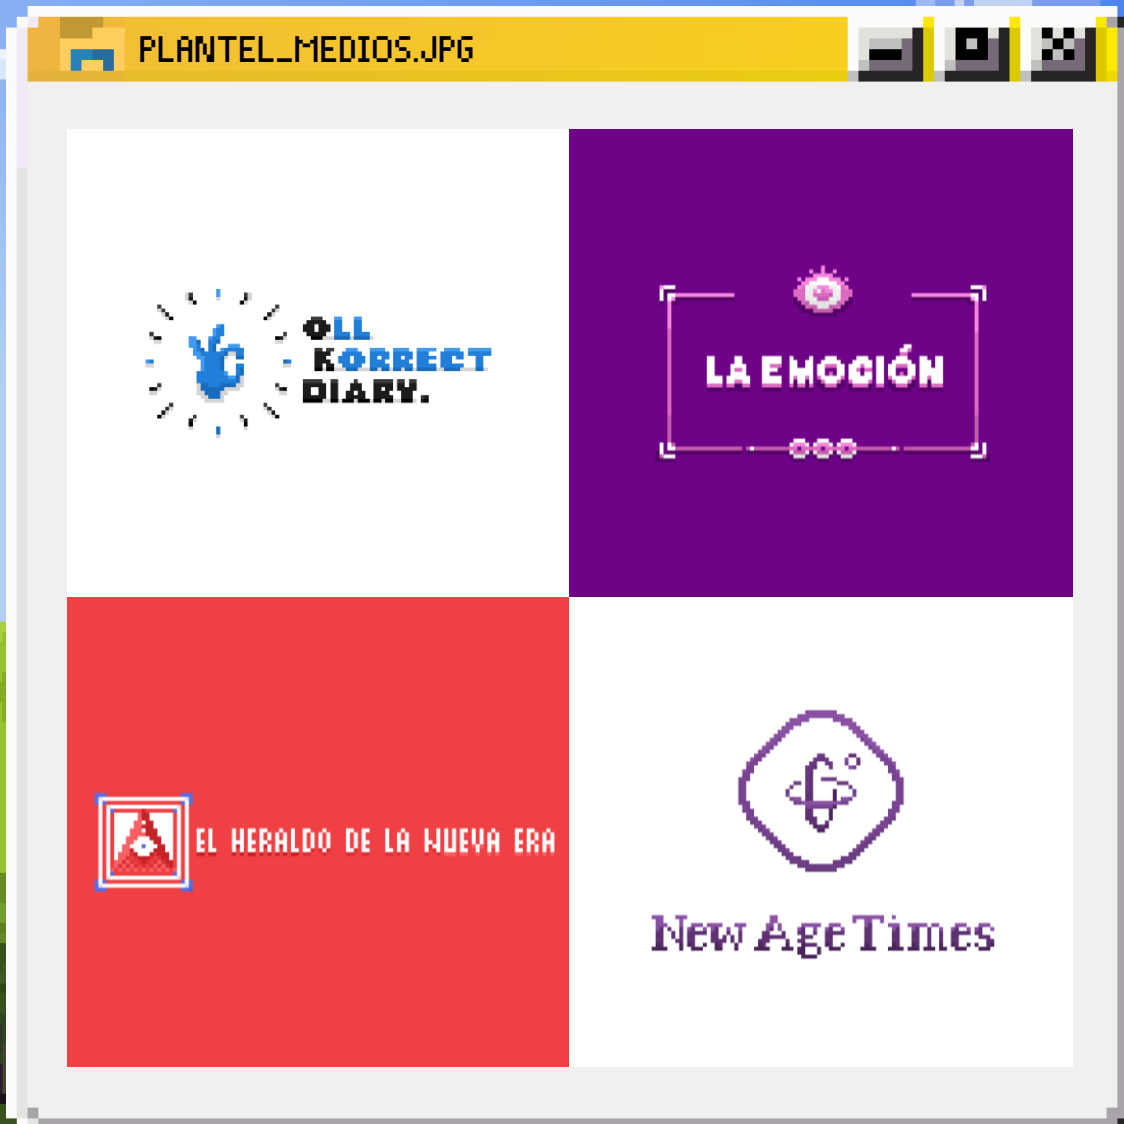 PLANTEL_MEDIOS.JPG
OLL
KORRECT
DIARY.
LA EMOCIÓN
EL HERALDO DE LA NUEVA ERA
New Age Times